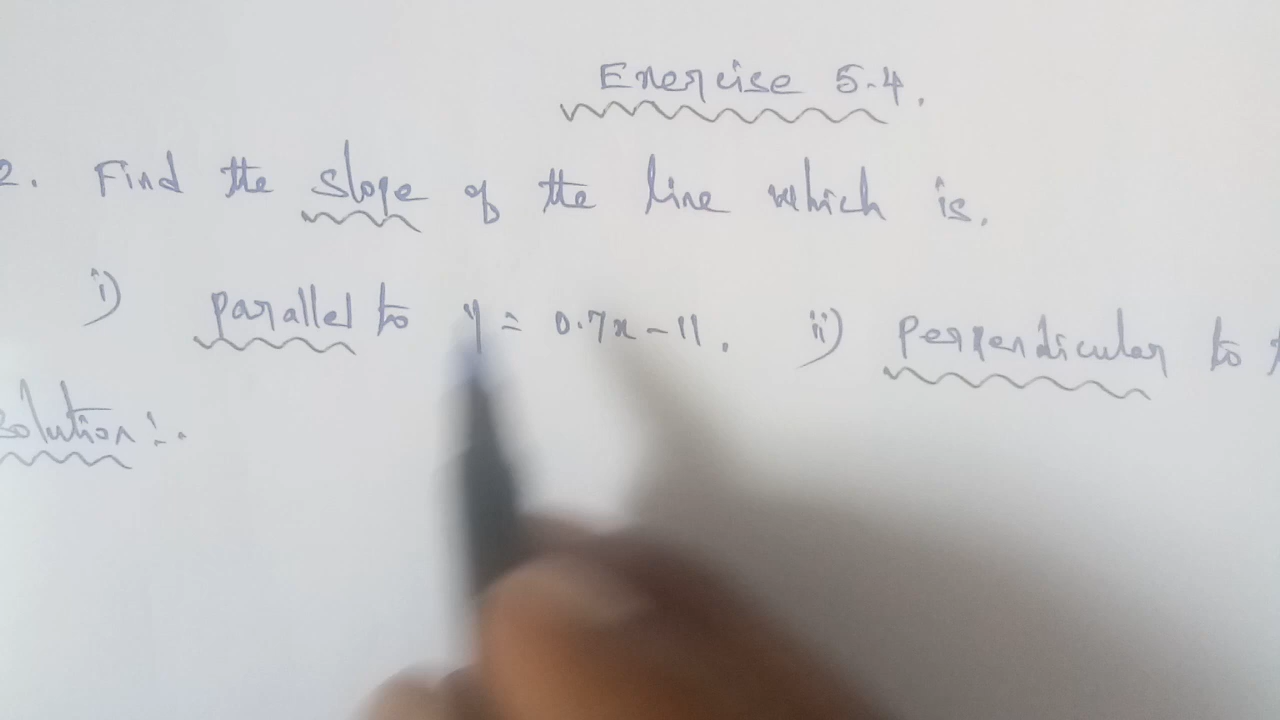 Exercise 5.4.
2. Find the slope of the line which is.
i) parallel to y = 0.7x - 11. ii) Perpendicular to
Solution:-